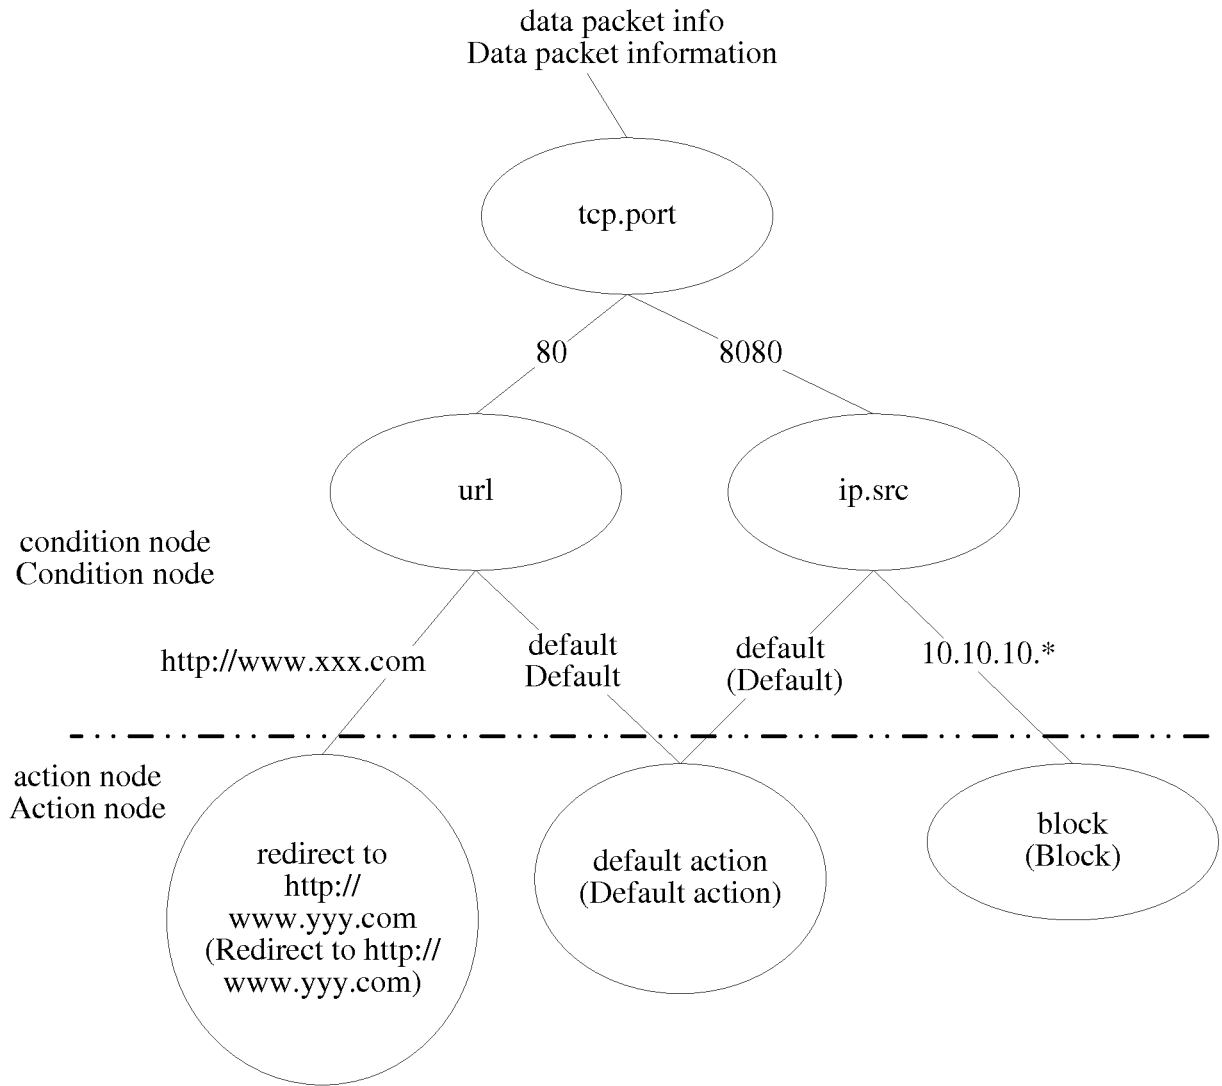 data packet info
Data packet information
tcp.port
80
8080
url
ip.src
condition node
Condition node
http://www.xxx.com
default
Default
default
(Default)
10.10.10.*
action node
Action node
redirect to
http://
www.yyy.com
(Redirect to http://
www.yyy.com)
default action
(Default action)
block
(Block)